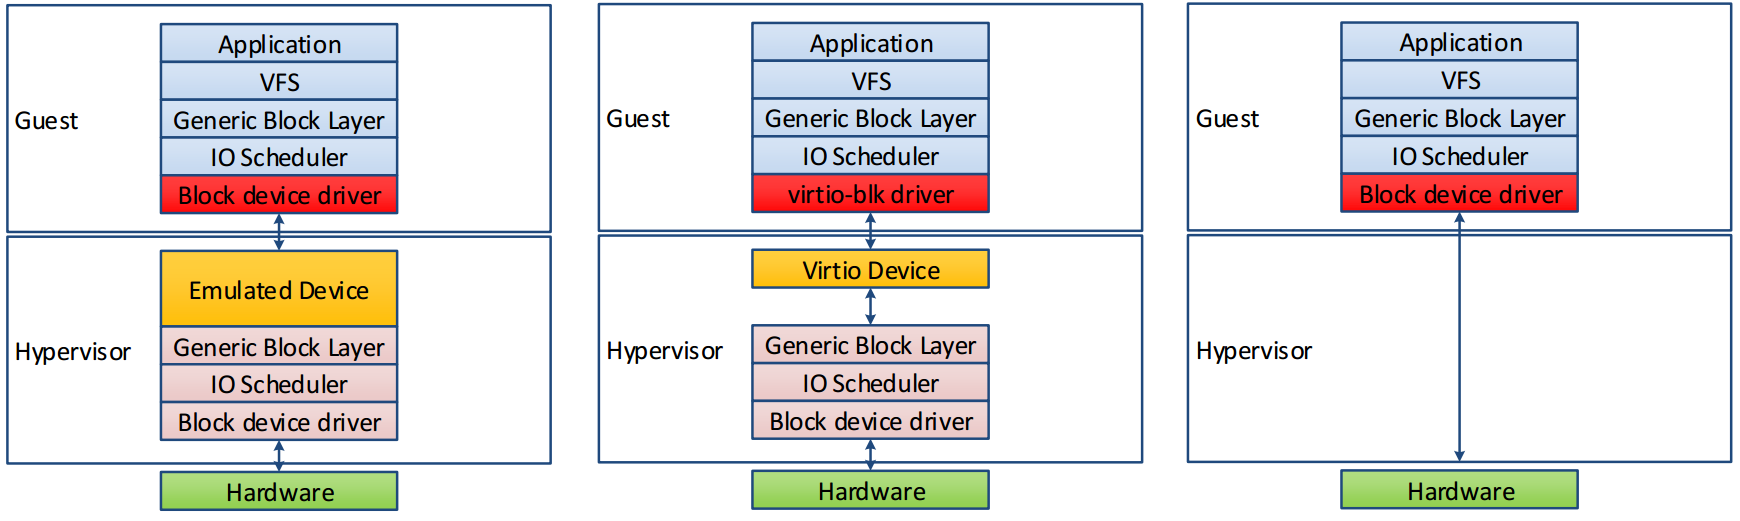 Guest
Application
VFS
Generic Block Layer
IO Scheduler
Block device driver
Hypervisor
Emulated Device
Generic Block Layer
IO Scheduler
Block device driver
Hardware
Guest
Application
VFS
Generic Block Layer
IO Scheduler
virtio-blk driver
Hypervisor
Virtio Device
Generic Block Layer
IO Scheduler
Block device driver
Hardware
Guest
Application
VFS
Generic Block Layer
IO Scheduler
Block device driver
Hypervisor
Hardware